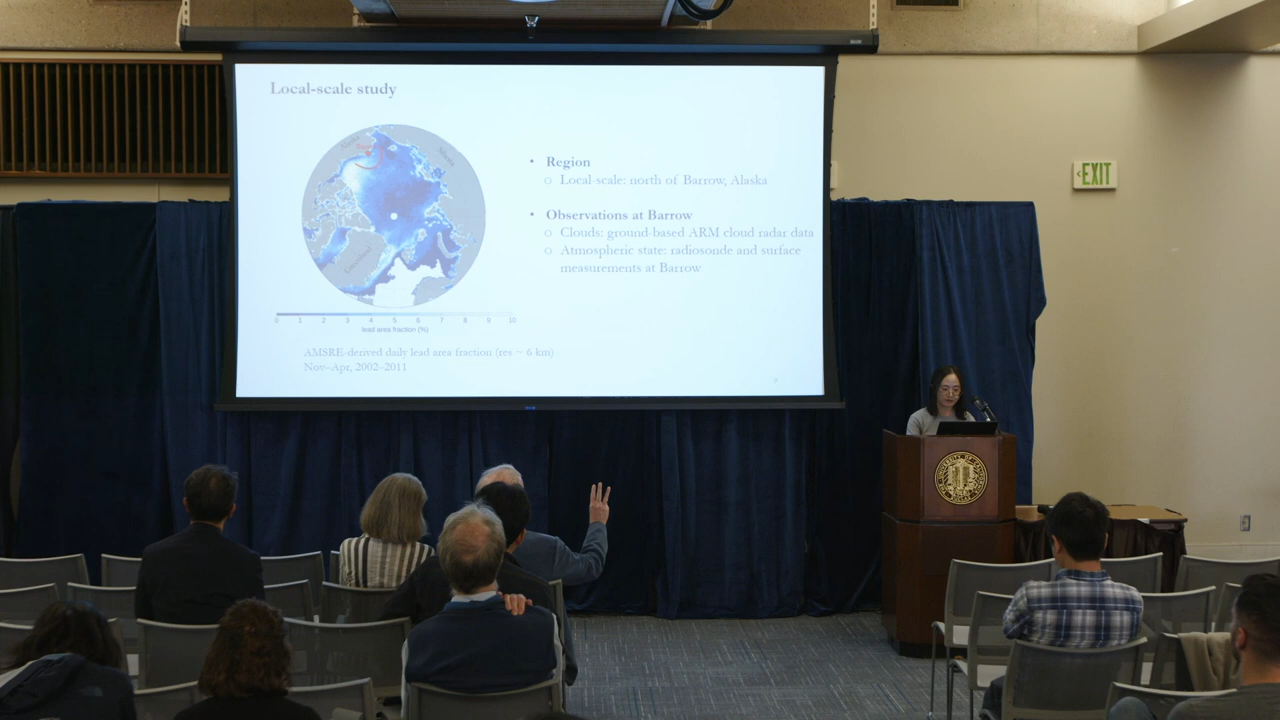 Local-scale study
Alaska
Greenland
0 1 2 3 4 5 6 7 8 9 10
lead area fraction (%)
AMSRE-derived daily lead area fraction (res ~ 6 km)
Nov–Apr, 2002–2011
• Region
○ Local-scale: north of Barrow, Alaska
• Observations at Barrow
○ Clouds: ground-based ARM cloud radar data
○ Atmospheric state: radiosonde and surface
measurements at Barrow
EXIT